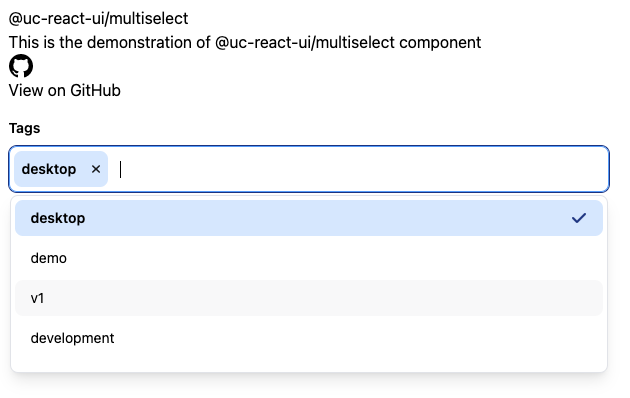 @uc-react-ui/multiselect
This is the demonstration of @uc-react-ui/multiselect component
View on GitHub
Tags
desktop
desktop
demo
v1
development